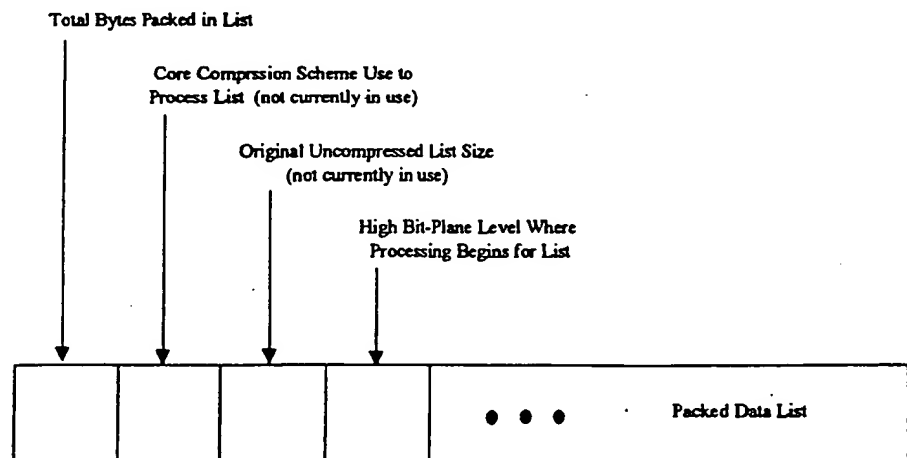 Total Bytes Packed in List
Core Comprssion Scheme Use to
Process List (not currently in use)
Original Uncompressed List Size
(not currently in use)
High Bit-Plane Level Where
Processing Begins for List
Packed Data List